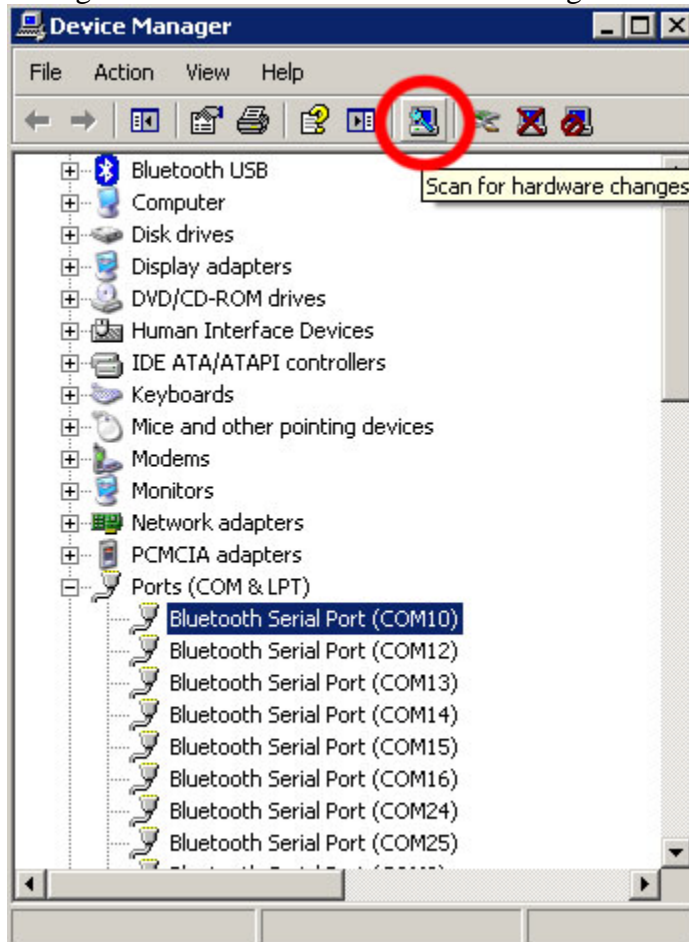 Device Manager
File Action View Help
Scan for hardware changes
Bluetooth USB
Computer
Disk drives
Display adapters
DVD/CD-ROM drives
Human Interface Devices
IDE ATA/ATAPI controllers
Keyboards
Mice and other pointing devices
Modems
Monitors
Network adapters
PCMCIA adapters
Ports (COM & LPT)
Bluetooth Serial Port (COM10)
Bluetooth Serial Port (COM12)
Bluetooth Serial Port (COM13)
Bluetooth Serial Port (COM14)
Bluetooth Serial Port (COM15)
Bluetooth Serial Port (COM16)
Bluetooth Serial Port (COM24)
Bluetooth Serial Port (COM25)